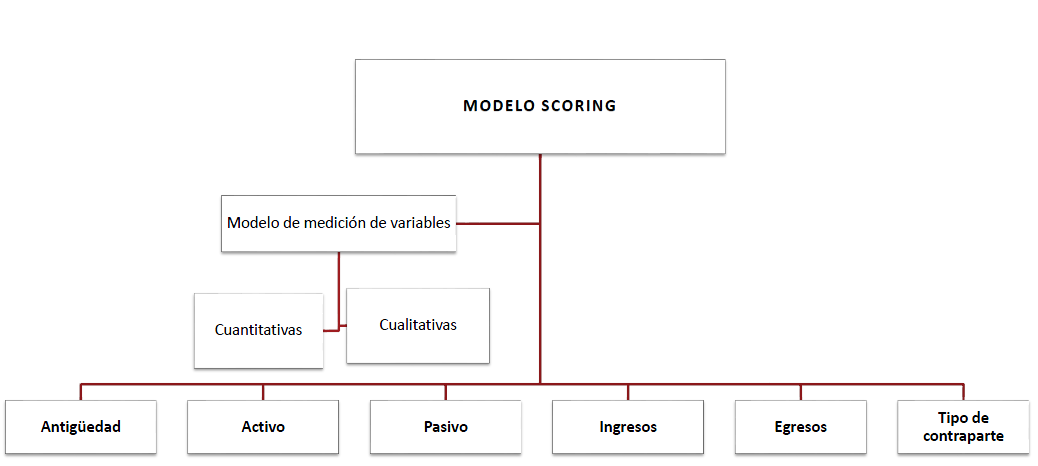 MODELO SCORING
Modelo de medición de variables
Cuantitativas
Cualitativas
Antigüedad
Activo
Pasivo
Ingresos
Egresos
Tipo de
contraparte